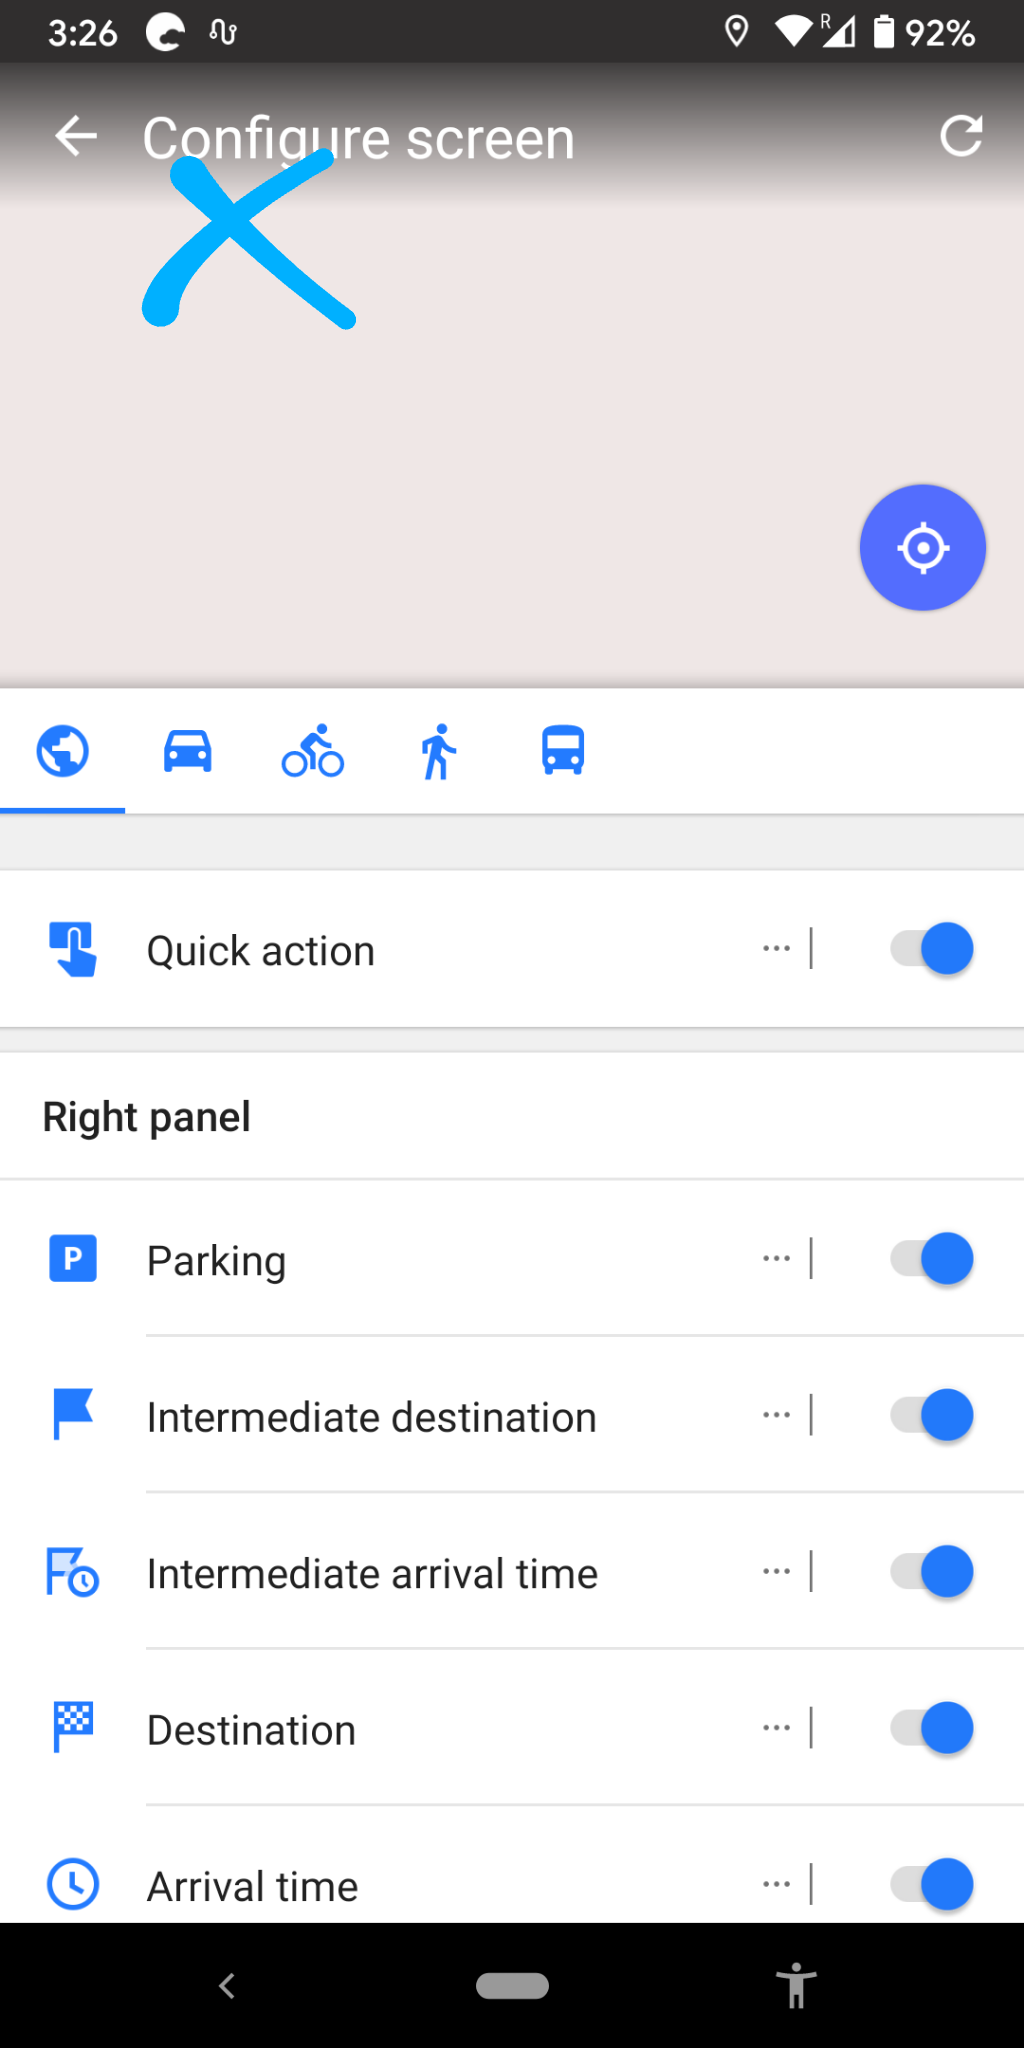 3:26 R 92%
Configure screen
Quick action
Right panel
P Parking
Intermediate destination
Intermediate arrival time
Destination
Arrival time